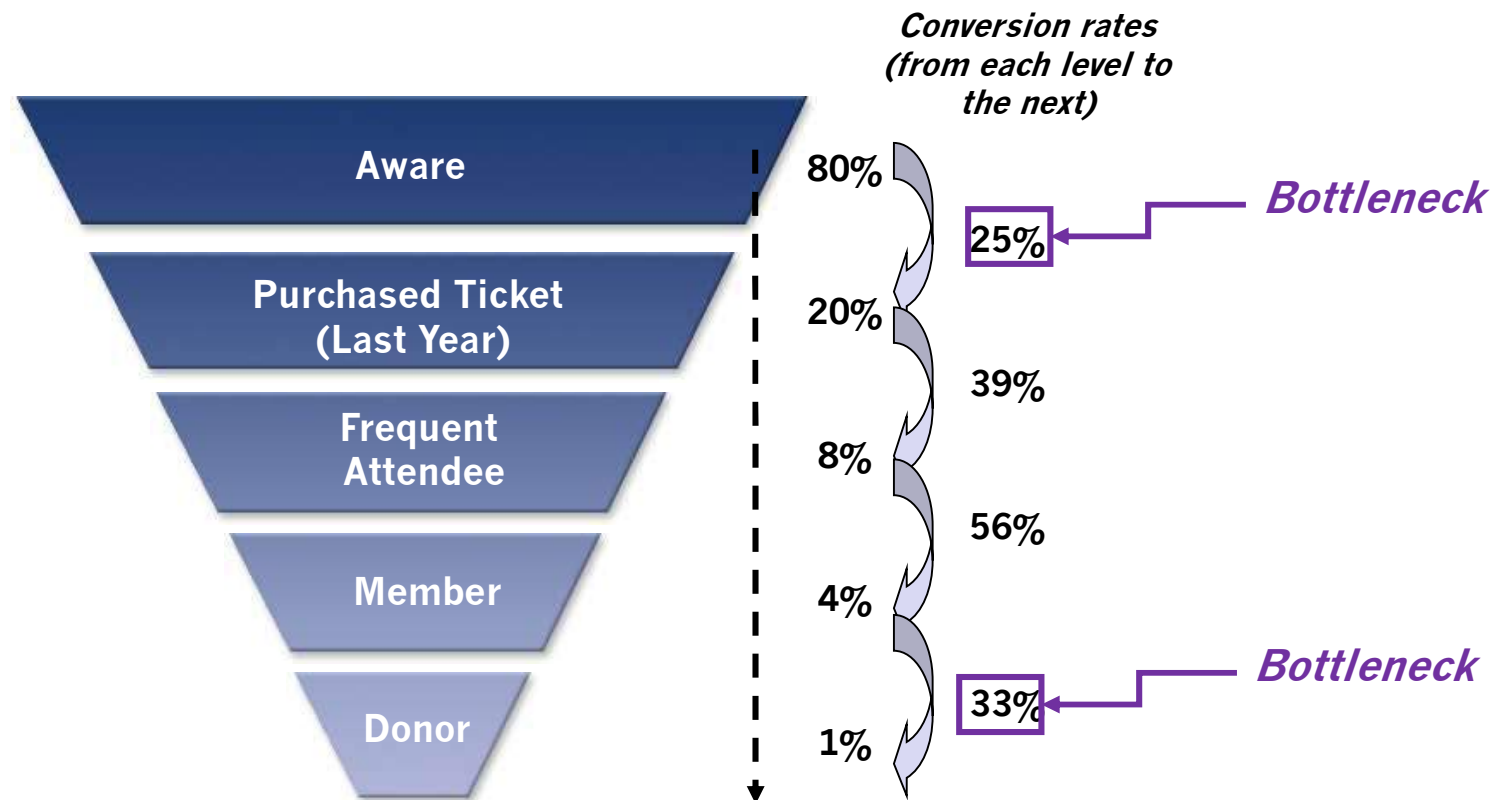 Conversion rates
(from each level to
the next)
Aware
80%
25%
Bottleneck
Purchased Ticket
(Last Year)
20%
39%
Frequent
Attendee
8%
56%
Member
4%
33%
Bottleneck
Donor
1%